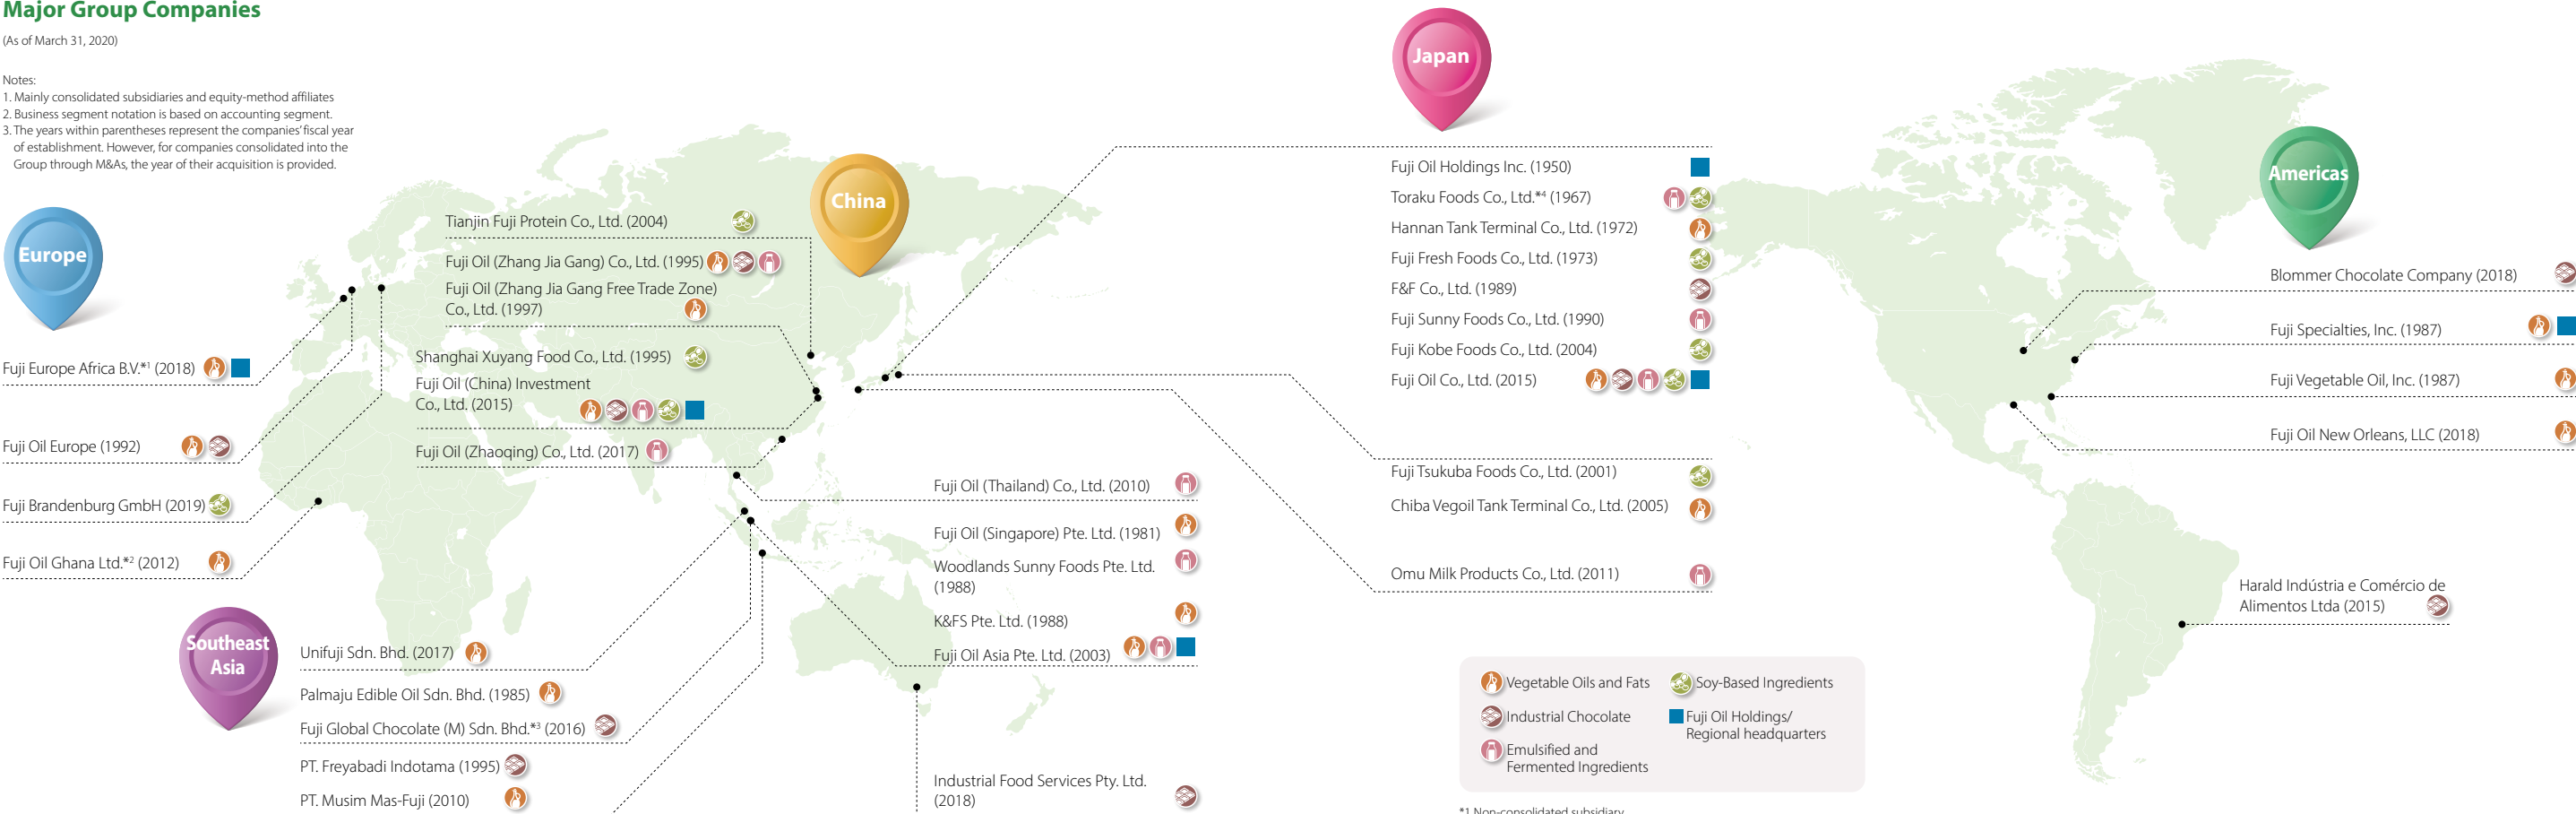 Major Group Companies
(As of March 31, 2020)
Notes:
1. Mainly consolidated subsidiaries and equity-method affiliates
2. Business segment notation is based on accounting segment.
3. The years within parentheses represent the companies' fiscal year
of establishment. However, for companies consolidated into the
Group through M&As, the year of their acquisition is provided.
Europe
Fuji Europe Africa B.V.*1 (2018)
Fuji Oil Europe (1992)
Fuji Brandenburg GmbH (2019)
Fuji Oil Ghana Ltd.*2 (2012)
China
Tianjin Fuji Protein Co., Ltd. (2004)
Fuji Oil (Zhang Jia Gang) Co., Ltd. (1995)
Fuji Oil (Zhang Jia Gang Free Trade Zone)
Co., Ltd. (1997)
Shanghai Xuyang Food Co., Ltd. (1995)
Fuji Oil (China) Investment
Co., Ltd. (2015)
Fuji Oil (Zhaoqing) Co., Ltd. (2017)
Southeast
Asia
Unifuji Sdn. Bhd. (2017)
Palmaju Edible Oil Sdn. Bhd. (1985)
Fuji Global Chocolate (M) Sdn. Bhd.*3 (2016)
PT. Freyabadi Indotama (1995)
PT. Musim Mas-Fuji (2010)
Fuji Oil (Thailand) Co., Ltd. (2010)
Fuji Oil (Singapore) Pte. Ltd. (1981)
Woodlands Sunny Foods Pte. Ltd.
(1988)
K&FS Pte. Ltd. (1988)
Fuji Oil Asia Pte. Ltd. (2003)
Industrial Food Services Pty. Ltd.
(2018)
Japan
Fuji Oil Holdings Inc. (1950)
Toraku Foods Co., Ltd.*4 (1967)
Hannan Tank Terminal Co., Ltd. (1972)
Fuji Fresh Foods Co., Ltd. (1973)
F&F Co., Ltd. (1989)
Fuji Sunny Foods Co., Ltd. (1990)
Fuji Kobe Foods Co., Ltd. (2004)
Fuji Oil Co., Ltd. (2015)
Fuji Tsukuba Foods Co., Ltd. (2001)
Chiba Vegoil Tank Terminal Co., Ltd. (2005)
Omu Milk Products Co., Ltd. (2011)
Americas
Blommer Chocolate Company (2018)
Fuji Specialties, Inc. (1987)
Fuji Vegetable Oil, Inc. (1987)
Fuji Oil New Orleans, LLC (2018)
Harald Indústria e Comércio de
Alimentos Ltda (2015)
Vegetable Oils and Fats
Industrial Chocolate
Emulsified and
Fermented Ingredients
Soy-Based Ingredients
Fuji Oil Holdings/
Regional headquarters
*1 Non-consolidated subsidiary